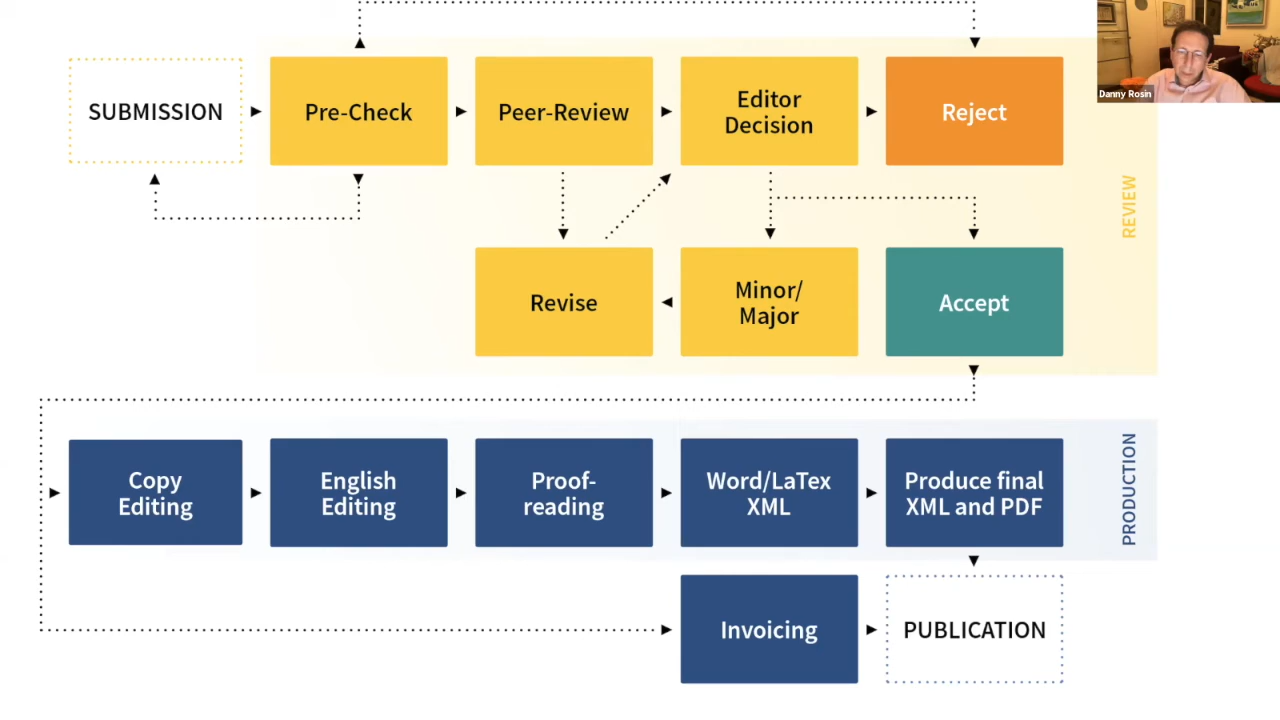 SUBMISSION
Pre-Check
Peer-Review
Editor
Decision
Reject
Danny Rosin
REVIEW
Revise
Minor/
Major
Accept
Copy
Editing
English
Editing
Proof-
reading
Word/LaTex
XML
Produce final
XML and PDF
PRODUCTION
Invoicing
PUBLICATION